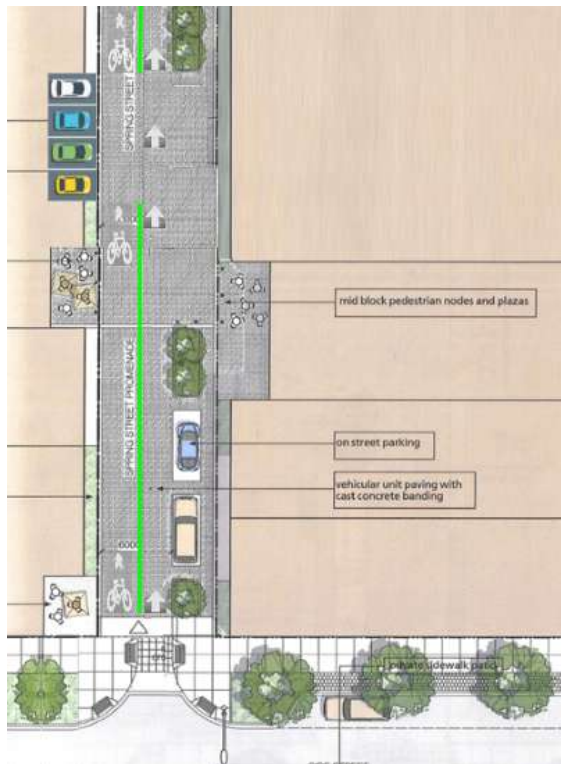 SPRING STREET
mid block pedestrian nodes and plazas
SPRING STREET PROMENADE
on street parking
vehicular unit paving with
cast concrete banding
6000
private sidewalk patio